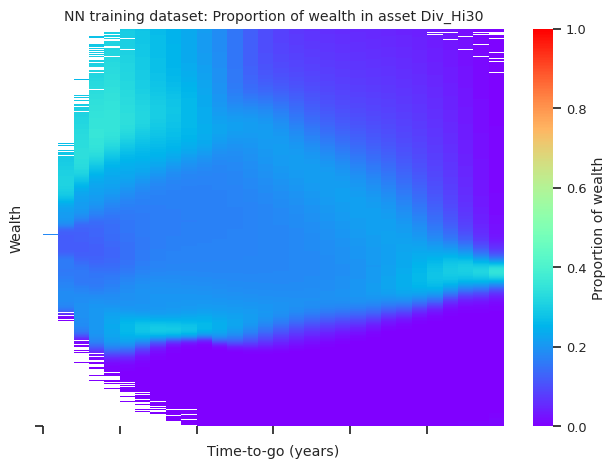 NN training dataset: Proportion of wealth in asset Div_Hi30
Wealth
Time-to-go (years)
1.0
0.8
0.6
0.4
0.2
0.0
Proportion of wealth